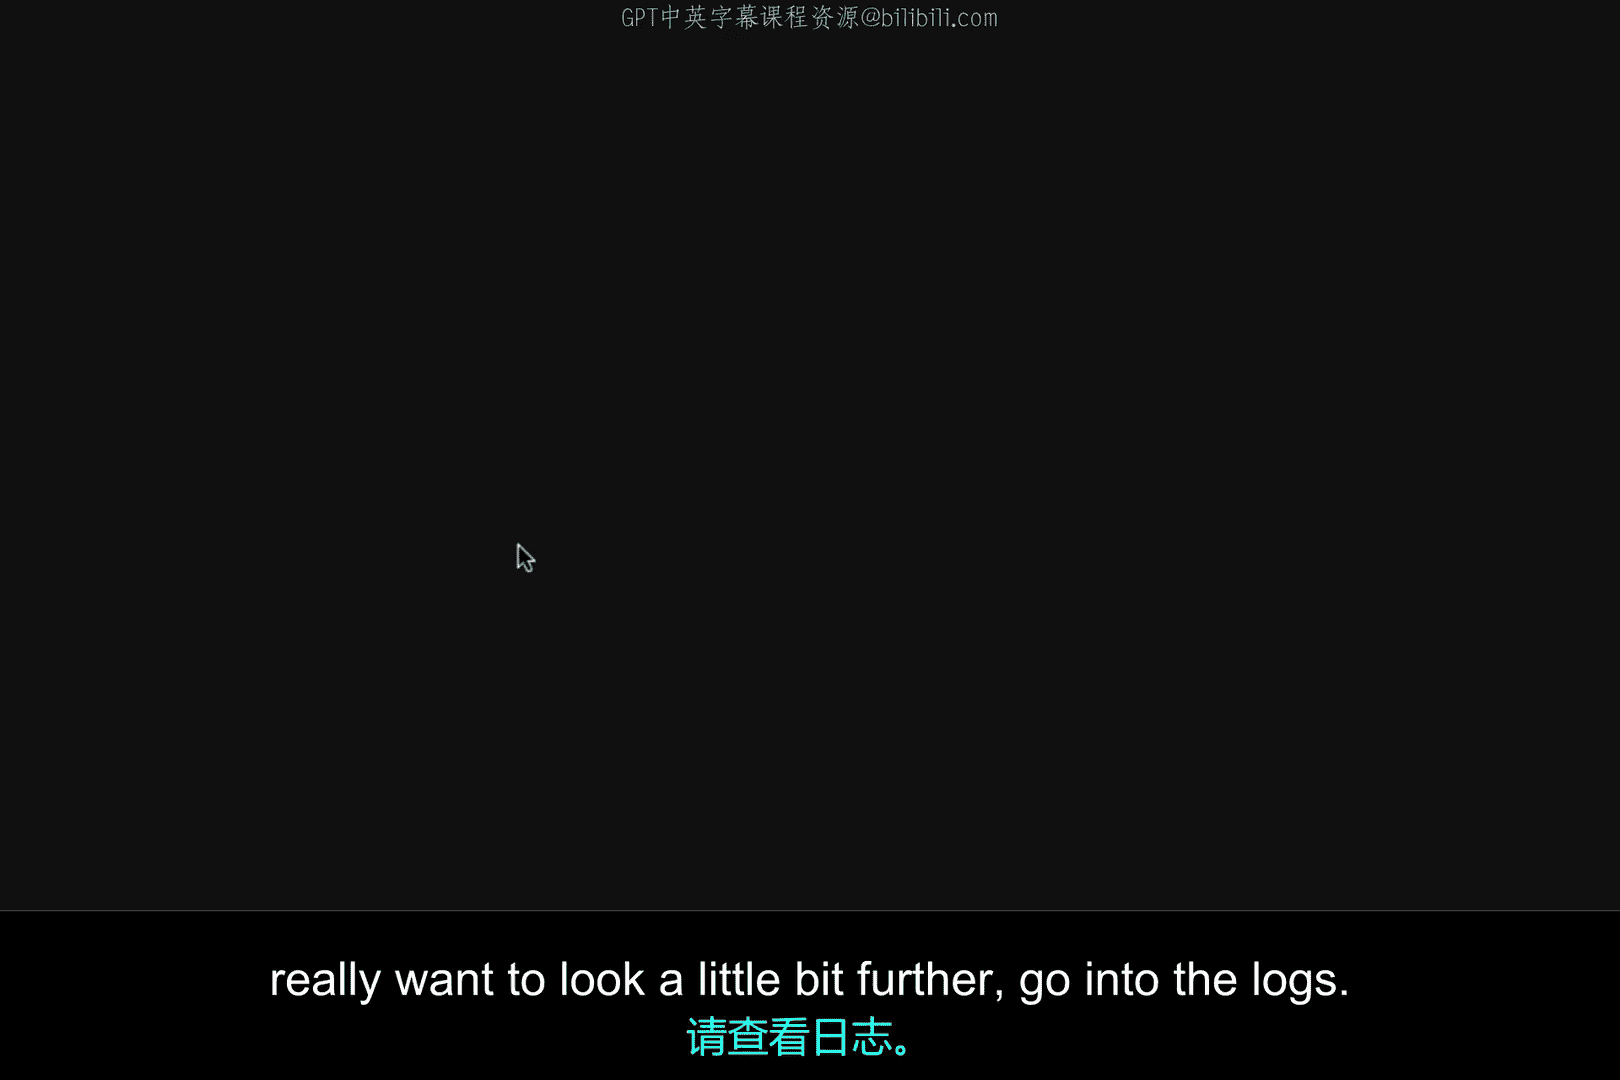 GPT中英字幕课程资源@bilibili.com
really want to look a little bit further, go into the logs.
请查看日志。